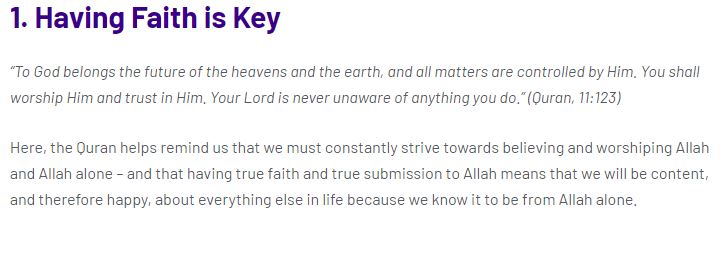 1. Having Faith is Key
“To God belongs the future of the heavens and the earth, and all matters are controlled by Him. You shall
worship Him and trust in Him. Your Lord is never unaware of anything you do.” (Quran, 11:123)
Here, the Quran helps remind us that we must constantly strive towards believing and worshiping Allah
and Allah alone – and that having true faith and true submission to Allah means that we will be content,
and therefore happy, about everything else in life because we know it to be from Allah alone.